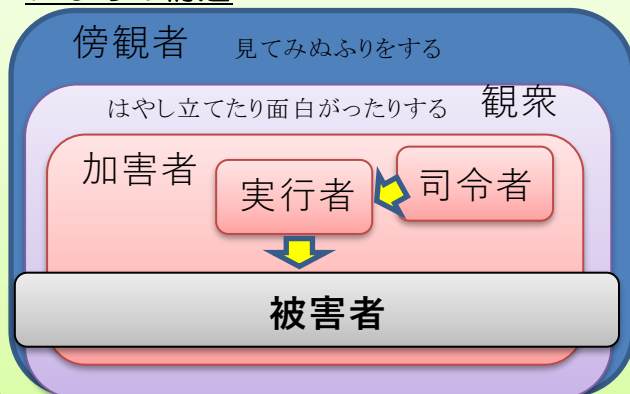 傍観者 見てみぬふりをする
はやし立てたり面白がったりする 観衆
加害者 実行者 司令者
被害者